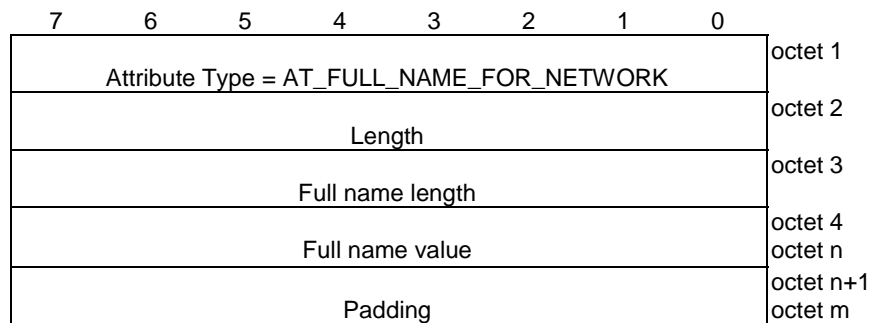 7 6 5 4 3 2 1 0
octet 1
Attribute Type = AT_FULL_NAME_FOR_NETWORK
octet 2
Length
octet 3
Full name length
octet 4
Full name value octet n
octet n+1
Padding octet m